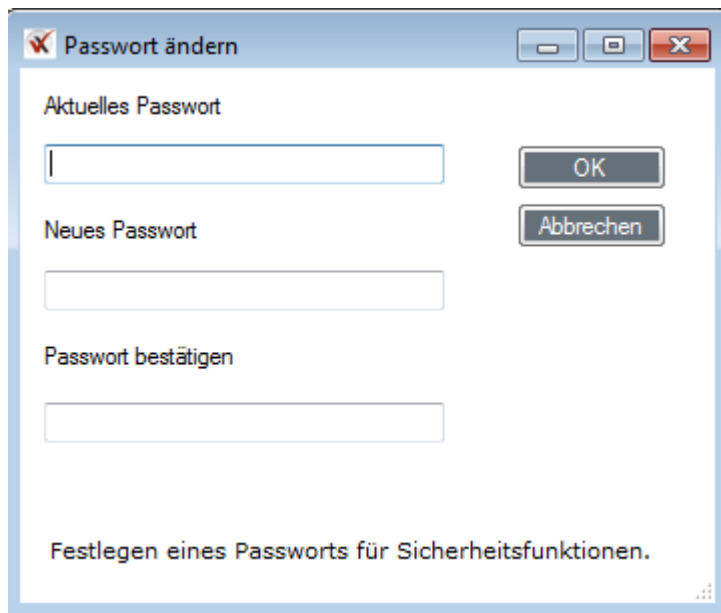 Passwort ändern
Aktuelles Passwort
OK
Neues Passwort
Abbrechen
Passwort bestätigen
Festlegen eines Passworts für Sicherheitsfunktionen.